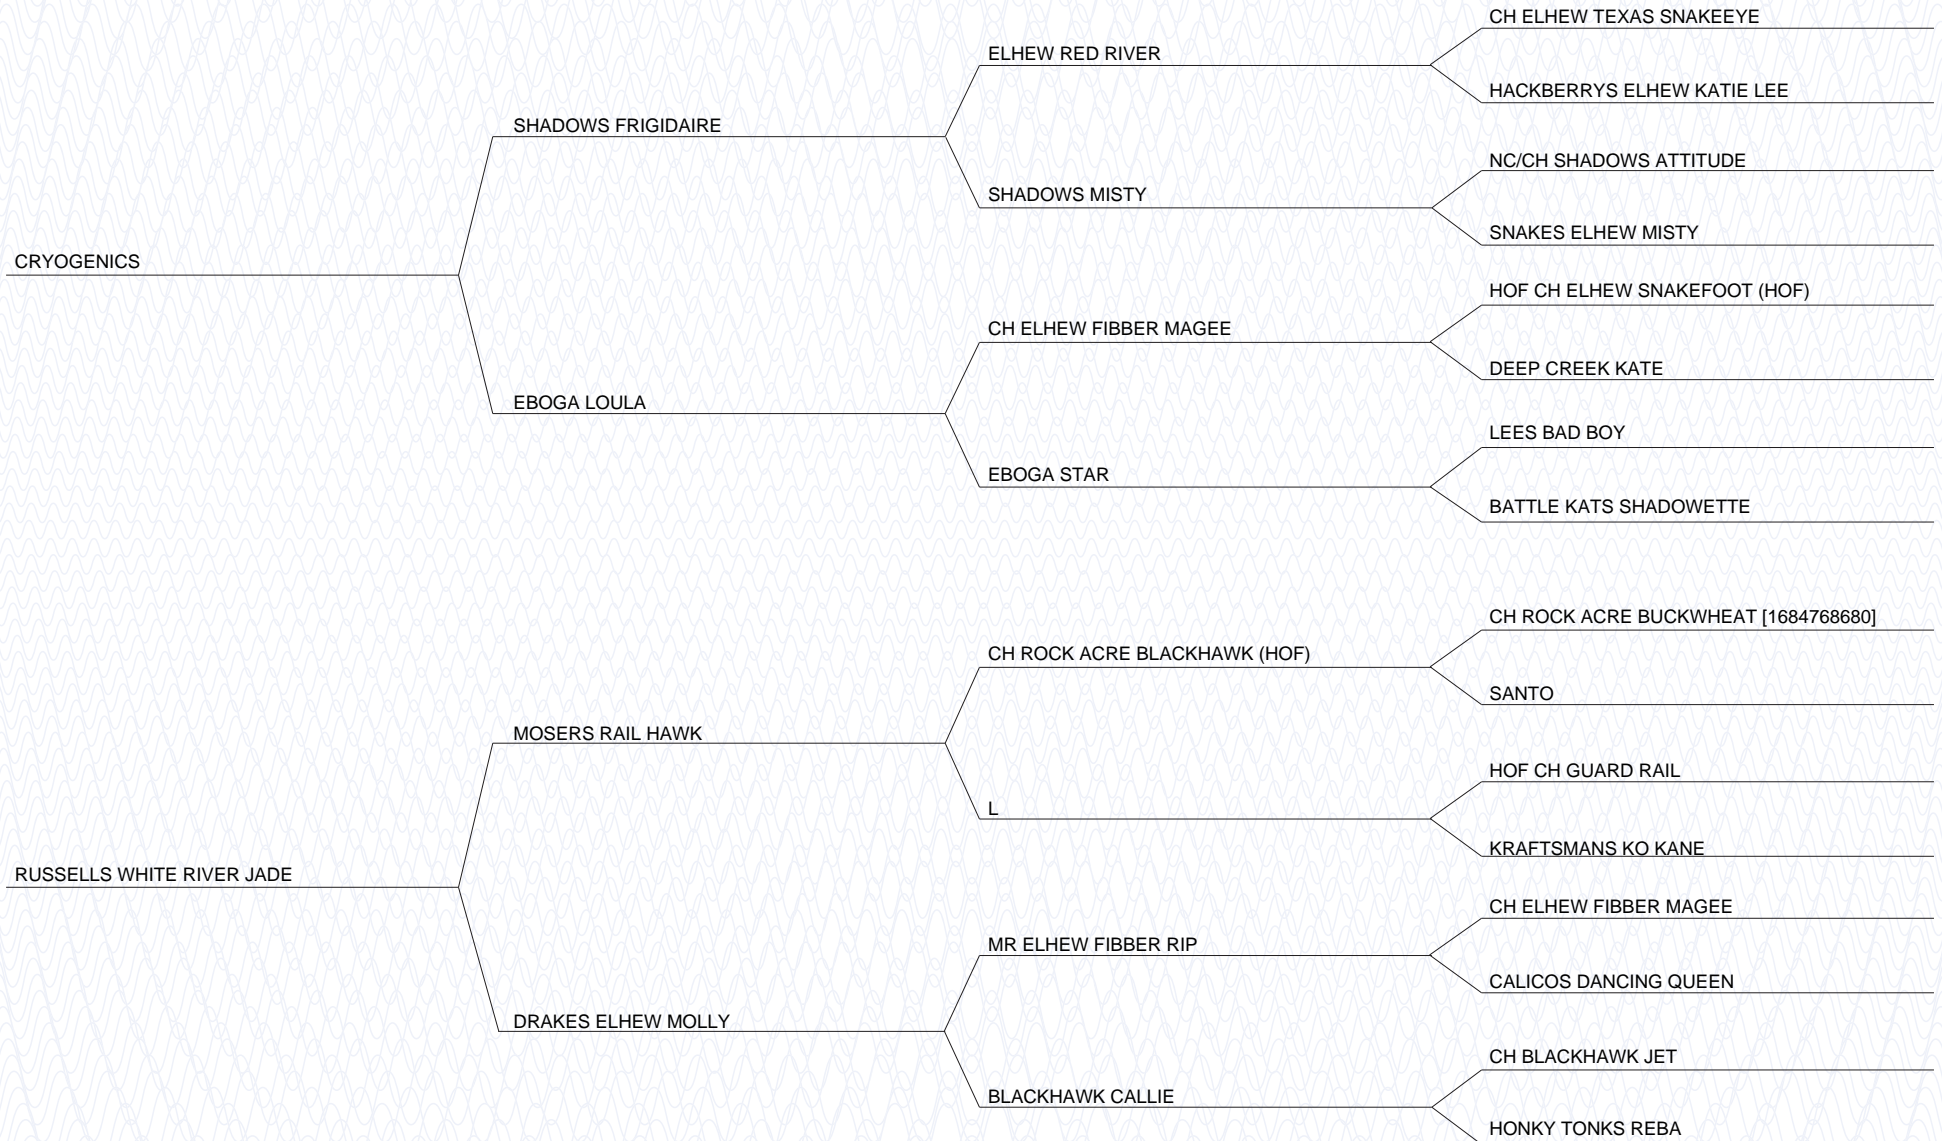 CH ELHEW TEXAS SNAKEEYE
ELHEW RED RIVER
HACKBERRYS ELHEW KATIE LEE
SHADOWS FRIGIDAIRE
NC/CH SHADOWS ATTITUDE
SHADOWS MISTY
SNAKES ELHEW MISTY
CRYOGENICS
HOF CH ELHEW SNAKEFOOT (HOF)
CH ELHEW FIBBER MAGEE
DEEP CREEK KATE
EBOGA LOULA
LEES BAD BOY
EBOGA STAR
BATTLE KATS SHADOWETTE
CH ROCK ACRE BUCKWHEAT [1684768680]
CH ROCK ACRE BLACKHAWK (HOF)
SANTO
MOSERS RAIL HAWK
HOF CH GUARD RAIL
L
KRAFTSMANS KO KANE
RUSSELLS WHITE RIVER JADE
CH ELHEW FIBBER MAGEE
MR ELHEW FIBBER RIP
CALICOS DANCING QUEEN
DRAKES ELHEW MOLLY
CH BLACKHAWK JET
BLACKHAWK CALLIE
HONKY TONKS REBA